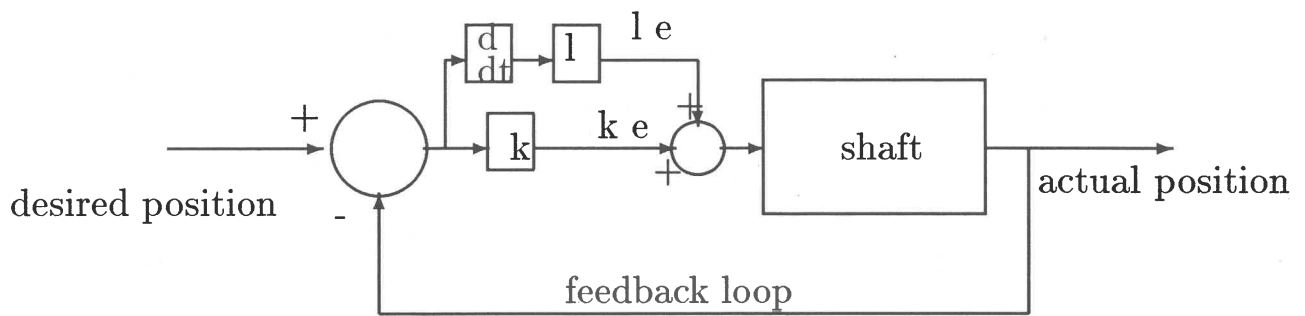 d
dt
l
l e
+
+
k
k e
+
shaft
desired position
-
actual position
feedback loop